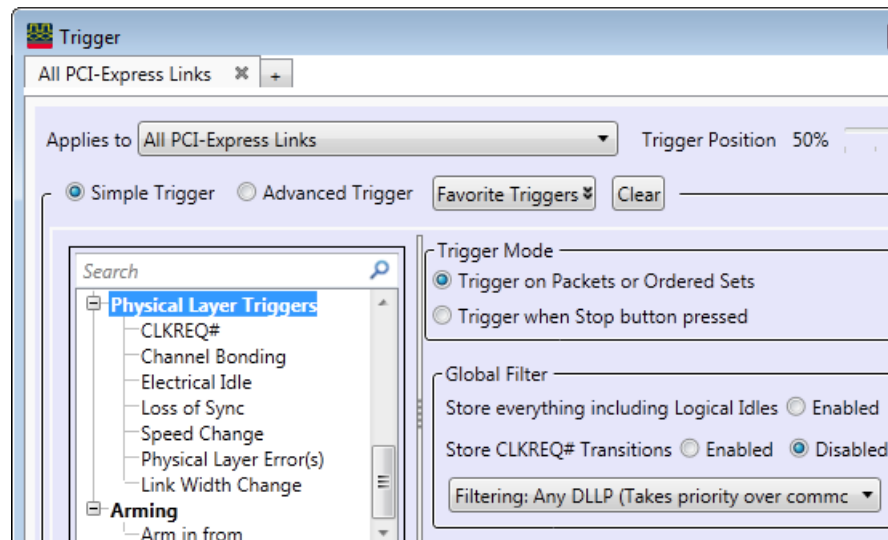 Trigger
All PCI-Express Links ✖ +
Applies to All PCI-Express Links Trigger Position 50%
Simple Trigger Advanced Trigger Favorite Triggers Clear
Search
Physical Layer Triggers
CLKREQ#
Channel Bonding
Electrical Idle
Loss of Sync
Speed Change
Physical Layer Error(s)
Link Width Change
Arming
Arm in from
Trigger Mode
Trigger on Packets or Ordered Sets
Trigger when Stop button pressed
Global Filter
Store everything including Logical Idles Enabled
Store CLKREQ# Transitions Enabled Disabled
Filtering: Any DLLP (Takes priority over commc